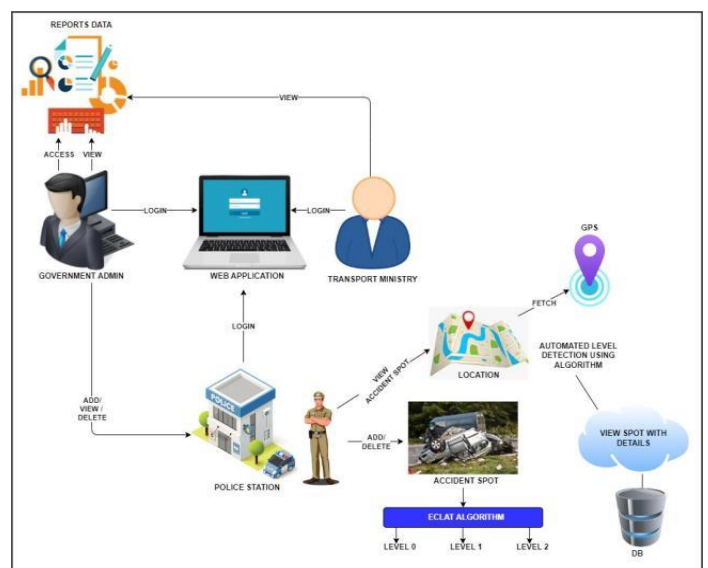 REPORTS DATA
VIEW
ACCESS
VIEW
LOGIN
LOGIN
GOVERNMENT ADMIN
WEB APPLICATION
TRANSPORT MINISTRY
GPS
LOGIN
FETCH
VIEW
ACCIDENT SPOT
LOCATION
AUTOMATED LEVEL
DETECTION USING
ALGORITHM
ADD/
VIEW /
DELETE
POLICE
ADD/
DELETE
VIEW SPOT WITH
DETAILS
POLICE STATION
ACCIDENT SPOT
ECLAT ALGORITHM
LEVEL 0
LEVEL 1
LEVEL 2
DB